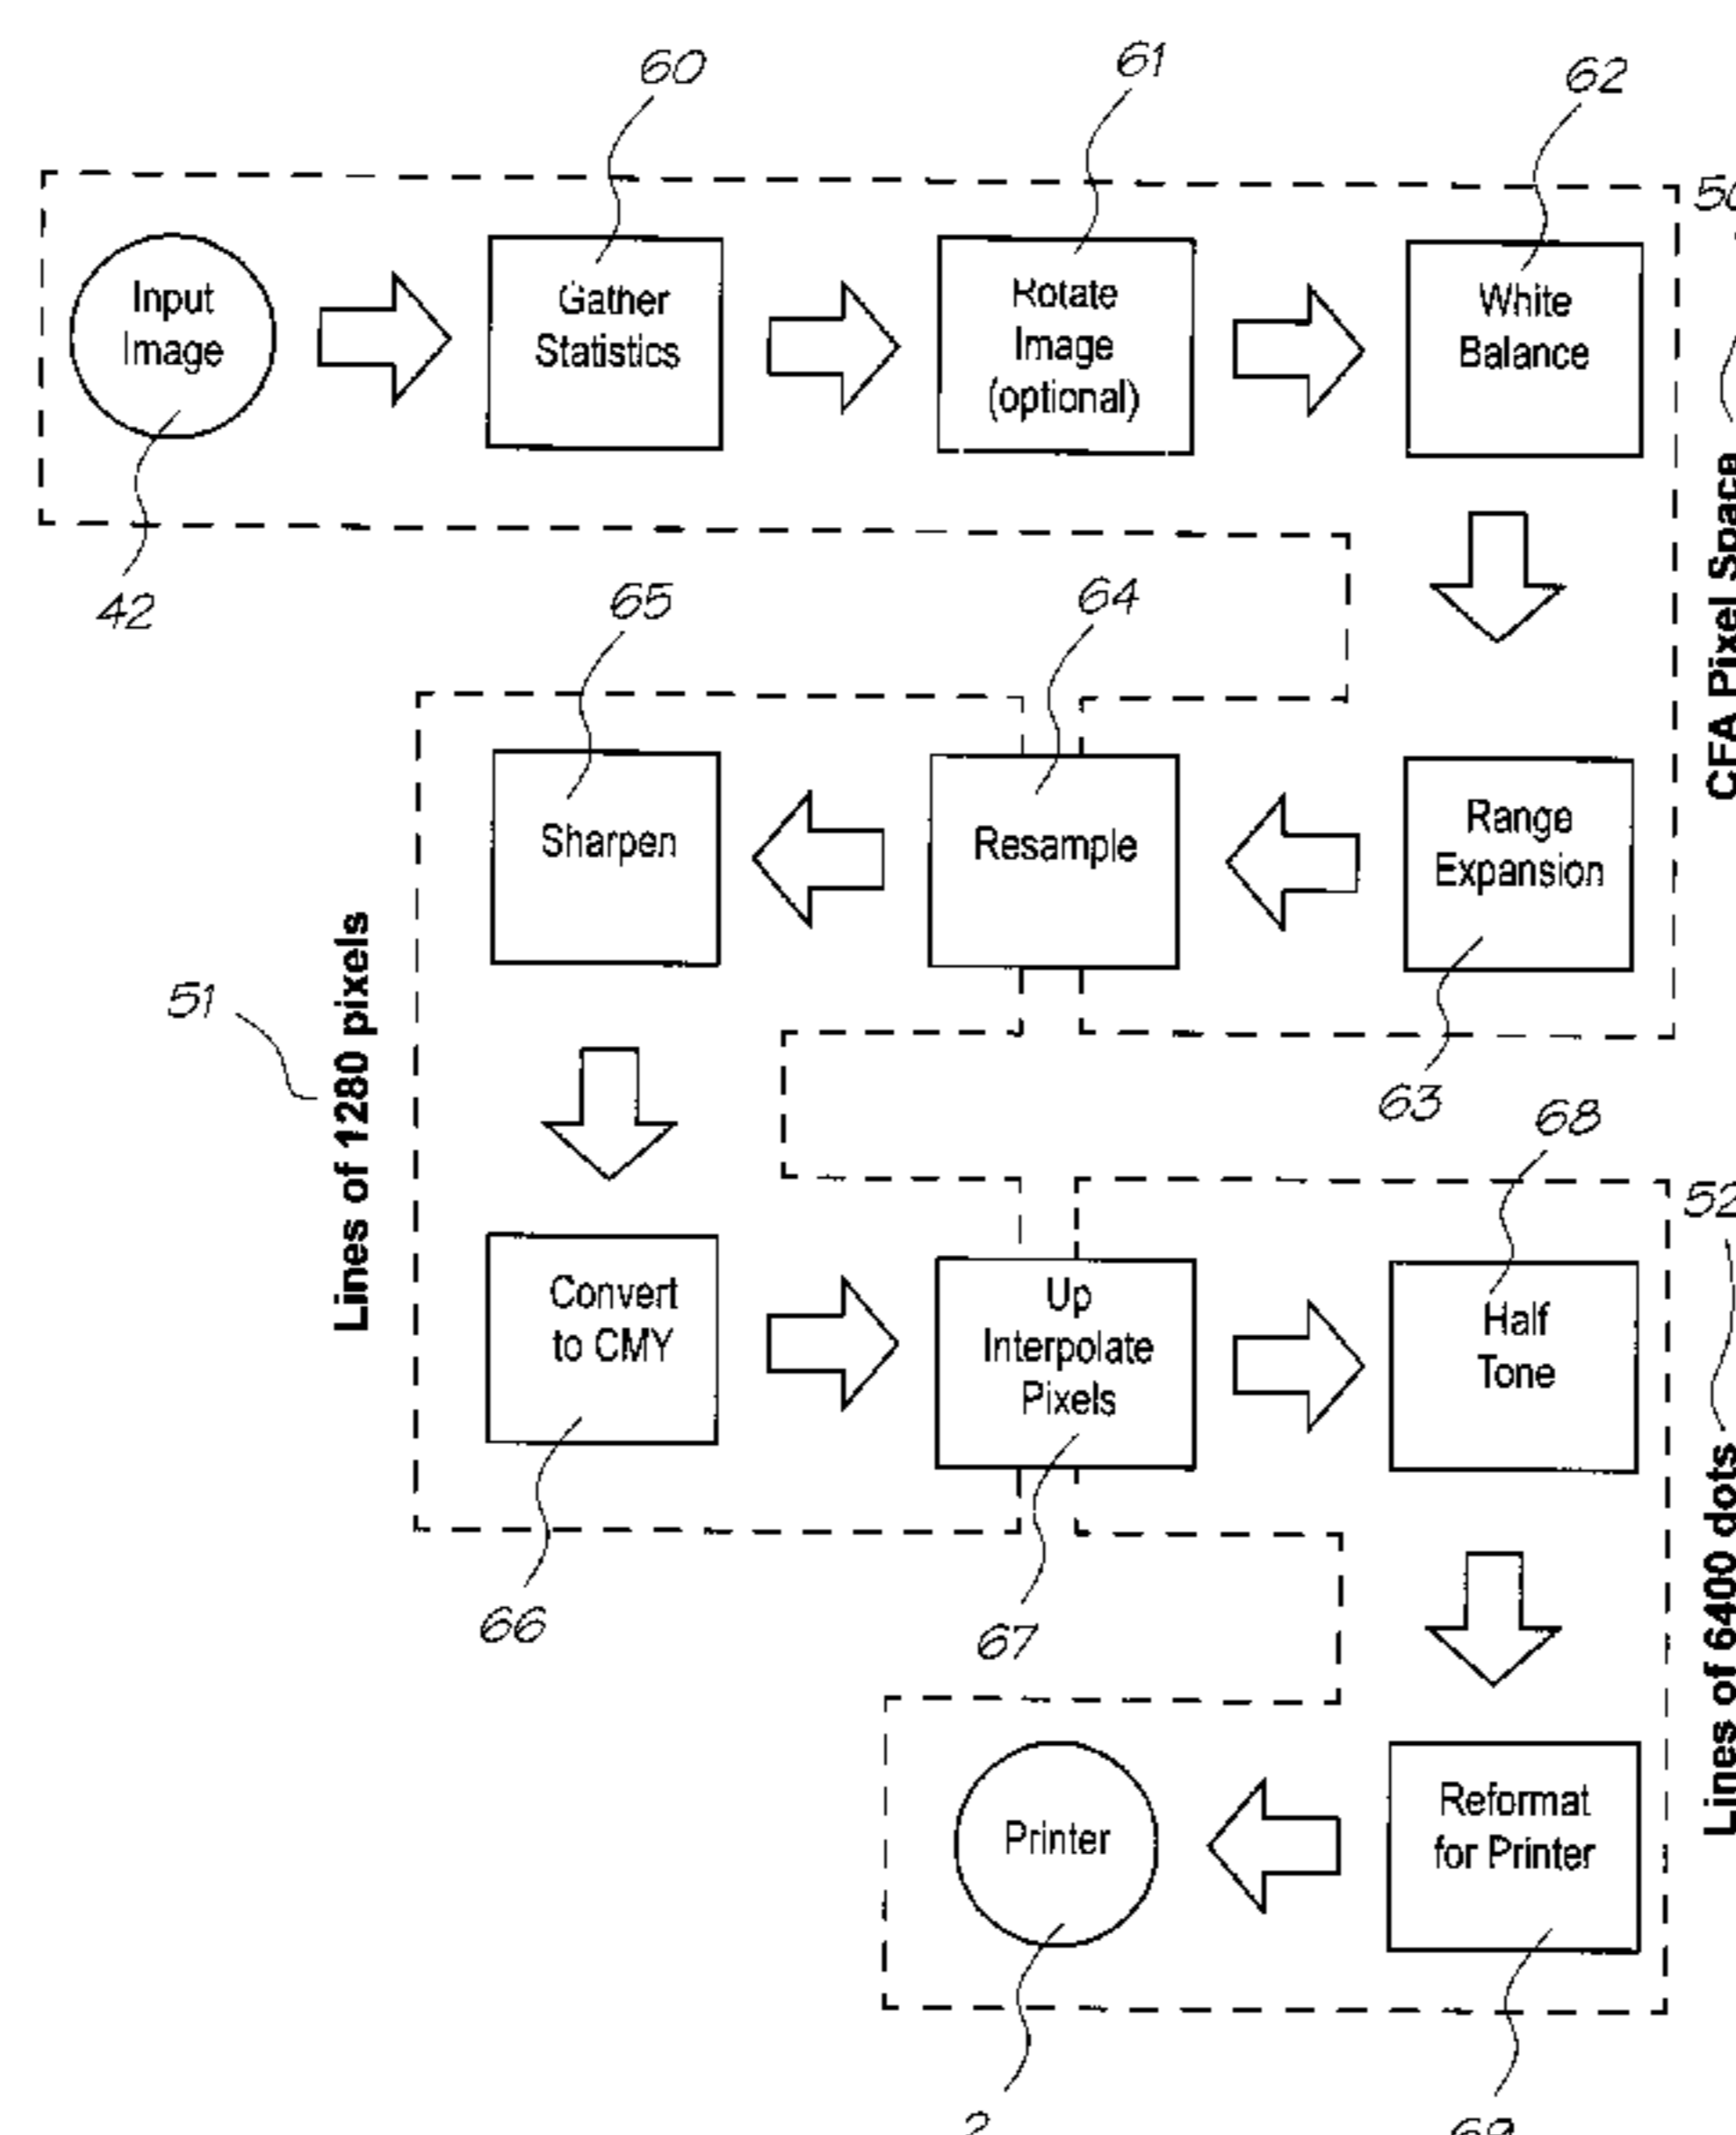 60
61
62
Input
Image
Gather
Statistics
Rotate
Image
(optional)
White
Balance
42
CFA Pixel Space
65
64
Sharpen
Resample
Range
Expansion
63
51
Lines of 1280 pixels
68
52
Convert
to CMY
Up
Interpolate
Pixels
Half
Tone
66
67
Lines of 6400 dots
Printer
Reformat
for Printer
2
69